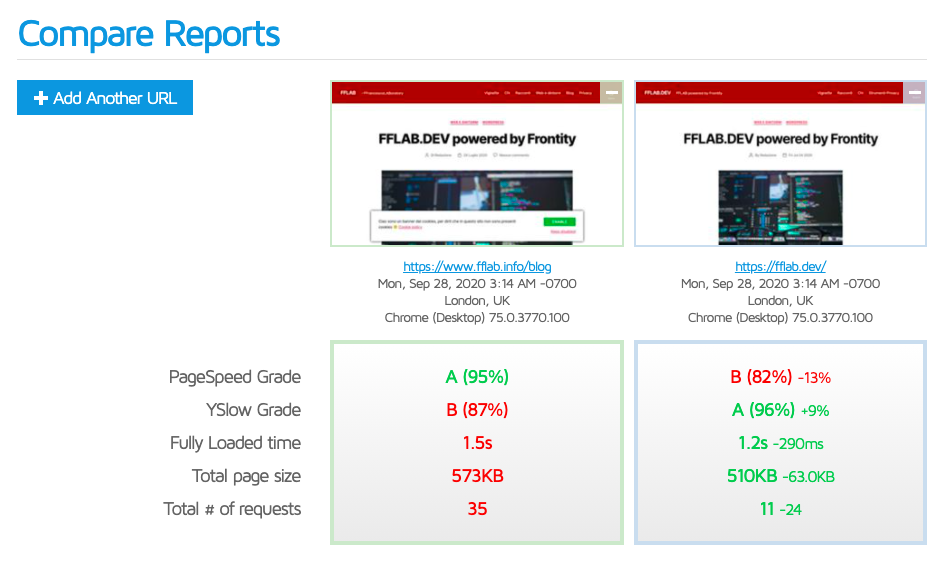 Compare Reports
+ Add Another URL
FFLAB
FFLAB.DEV powered by Frontity
FFLAB.DEV
FFLAB.DEV powered by Frontity
https://www.fflab.info/blog
Mon, Sep 28, 2020 3:14 AM -0700
London, UK
Chrome (Desktop) 75.0.3770.100
https://fflab.dev/
Mon, Sep 28, 2020 3:14 AM -0700
London, UK
Chrome (Desktop) 75.0.3770.100
PageSpeed Grade A (95%) B (82%) -13%
YSlow Grade B (87%) A (96%) +9%
Fully Loaded time 1.5s 1.2s -290ms
Total page size 573KB 510KB -63.0KB
Total # of requests 35 11 -24